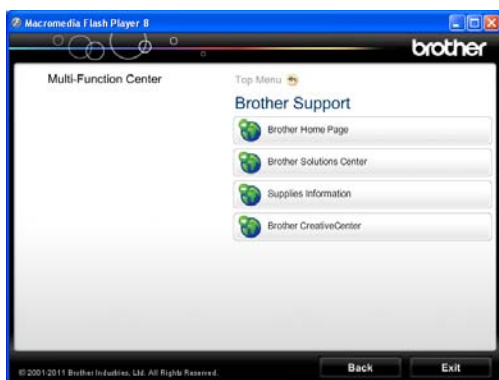 Macromedia Flash Player 8
brother
Multi-Function Center
Top Menu
Brother Support
Brother Home Page
Brother Solutions Center
Supplies Information
Brother CreativeCenter
© 2001-2011 Brother Industries, Ltd. All Rights Reserved.
Back
Exit